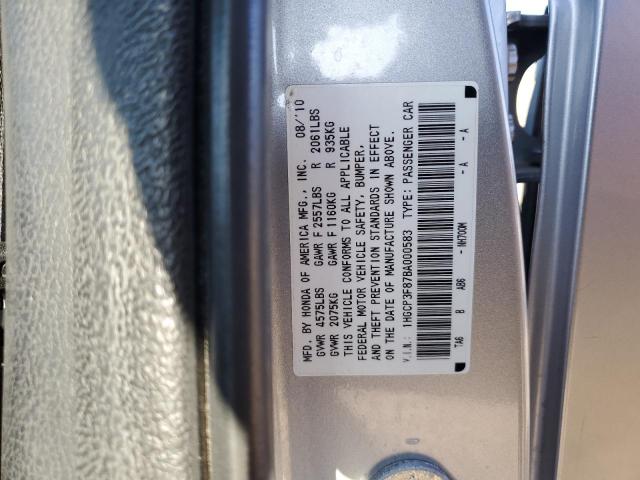 MFD. BY HONDA OF AMERICA MFG., INC. 08/'10
GVWR 4575LBS GAWR F 2557LBS R 2061LBS
GVWR 2075KG GAWR F 1160KG R 935KG
THIS VEHICLE CONFORMS TO ALL APPLICABLE
FEDERAL MOTOR VEHICLE SAFETY, BUMPER,
AND THEFT PREVENTION STANDARDS IN EFFECT
ON THE DATE OF MANUFACTURE SHOWN ABOVE.
V.I.N.: 1HGCP3F87BA000583 TYPE: PASSENGER CAR
TA6 B AB6 - NH700M - A - A